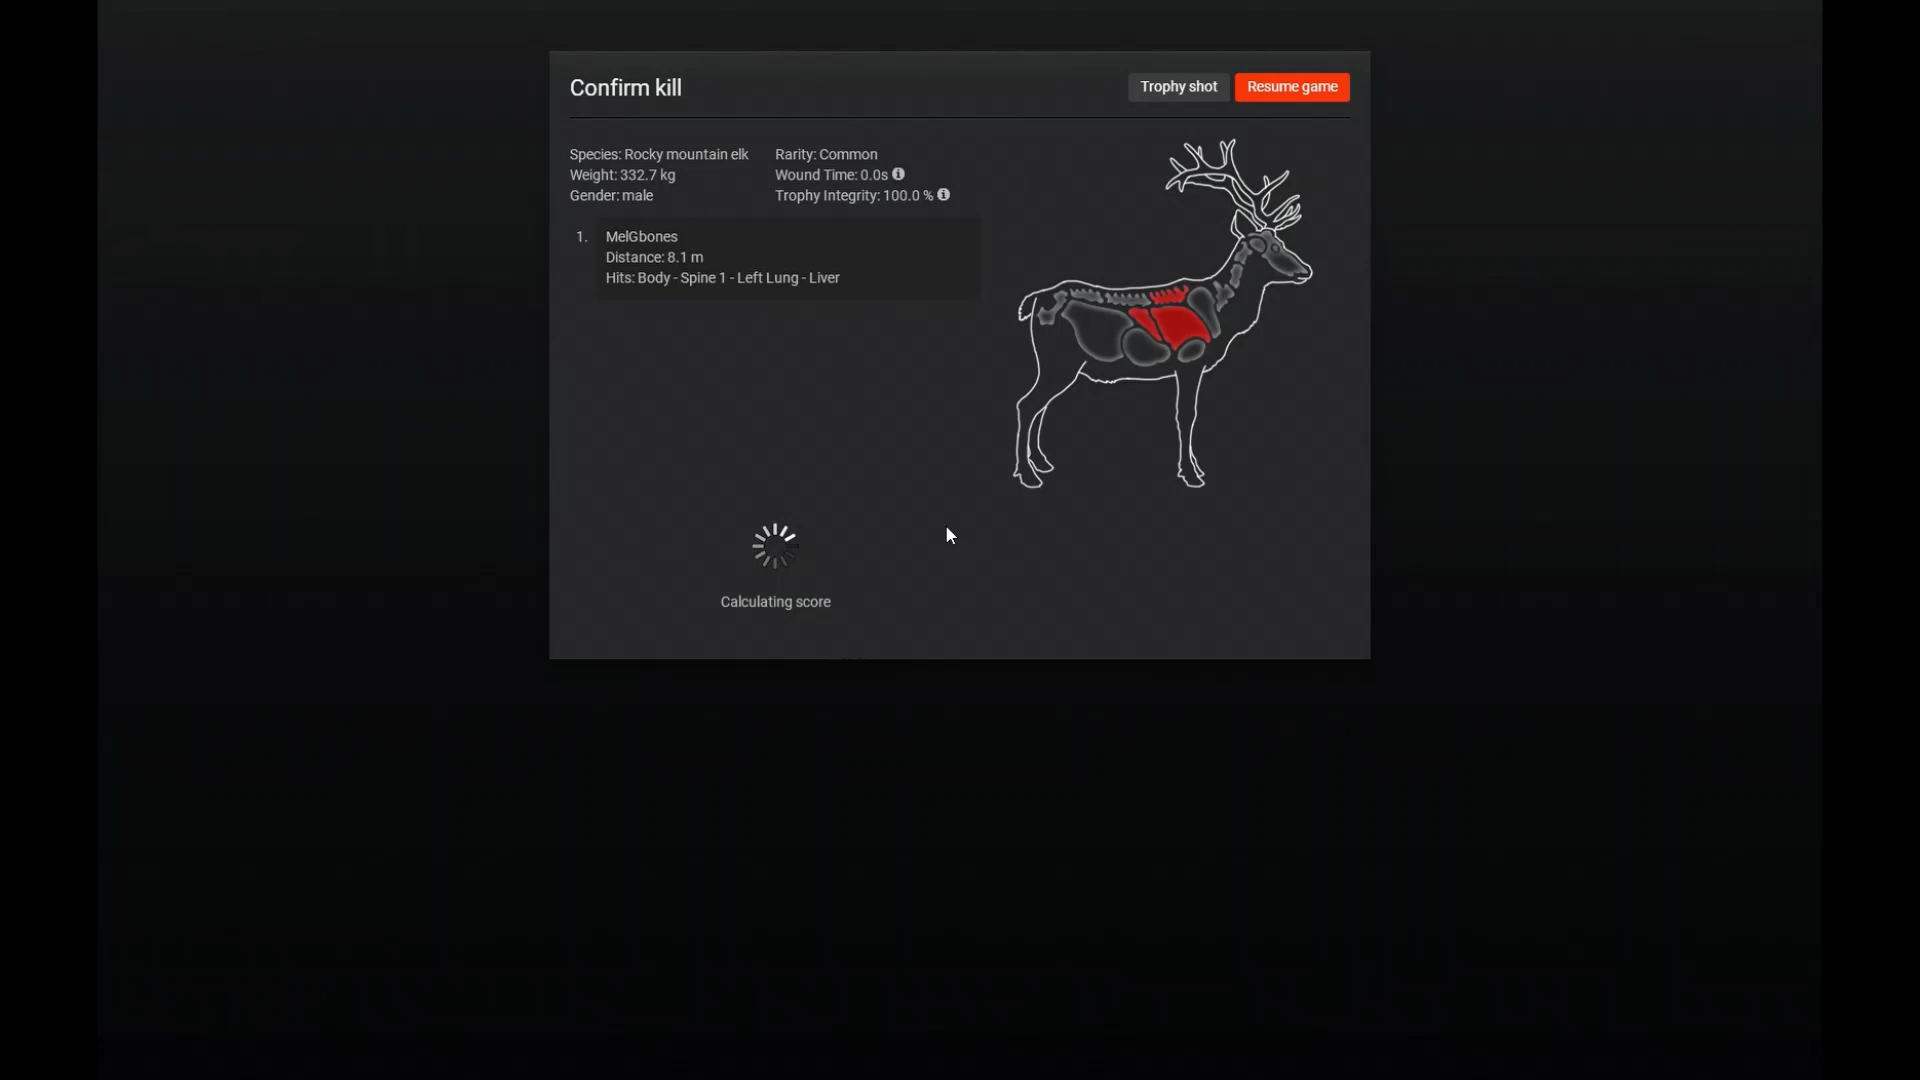 Confirm kill
Trophy shot
Resume game
Species: Rocky mountain elk
Weight: 332.7 kg
Gender: male
Rarity: Common
Wound Time: 0.0s
Trophy Integrity: 100.0 %
1. MelGbones
Distance: 8.1 m
Hits: Body - Spine 1 - Left Lung - Liver
Calculating score